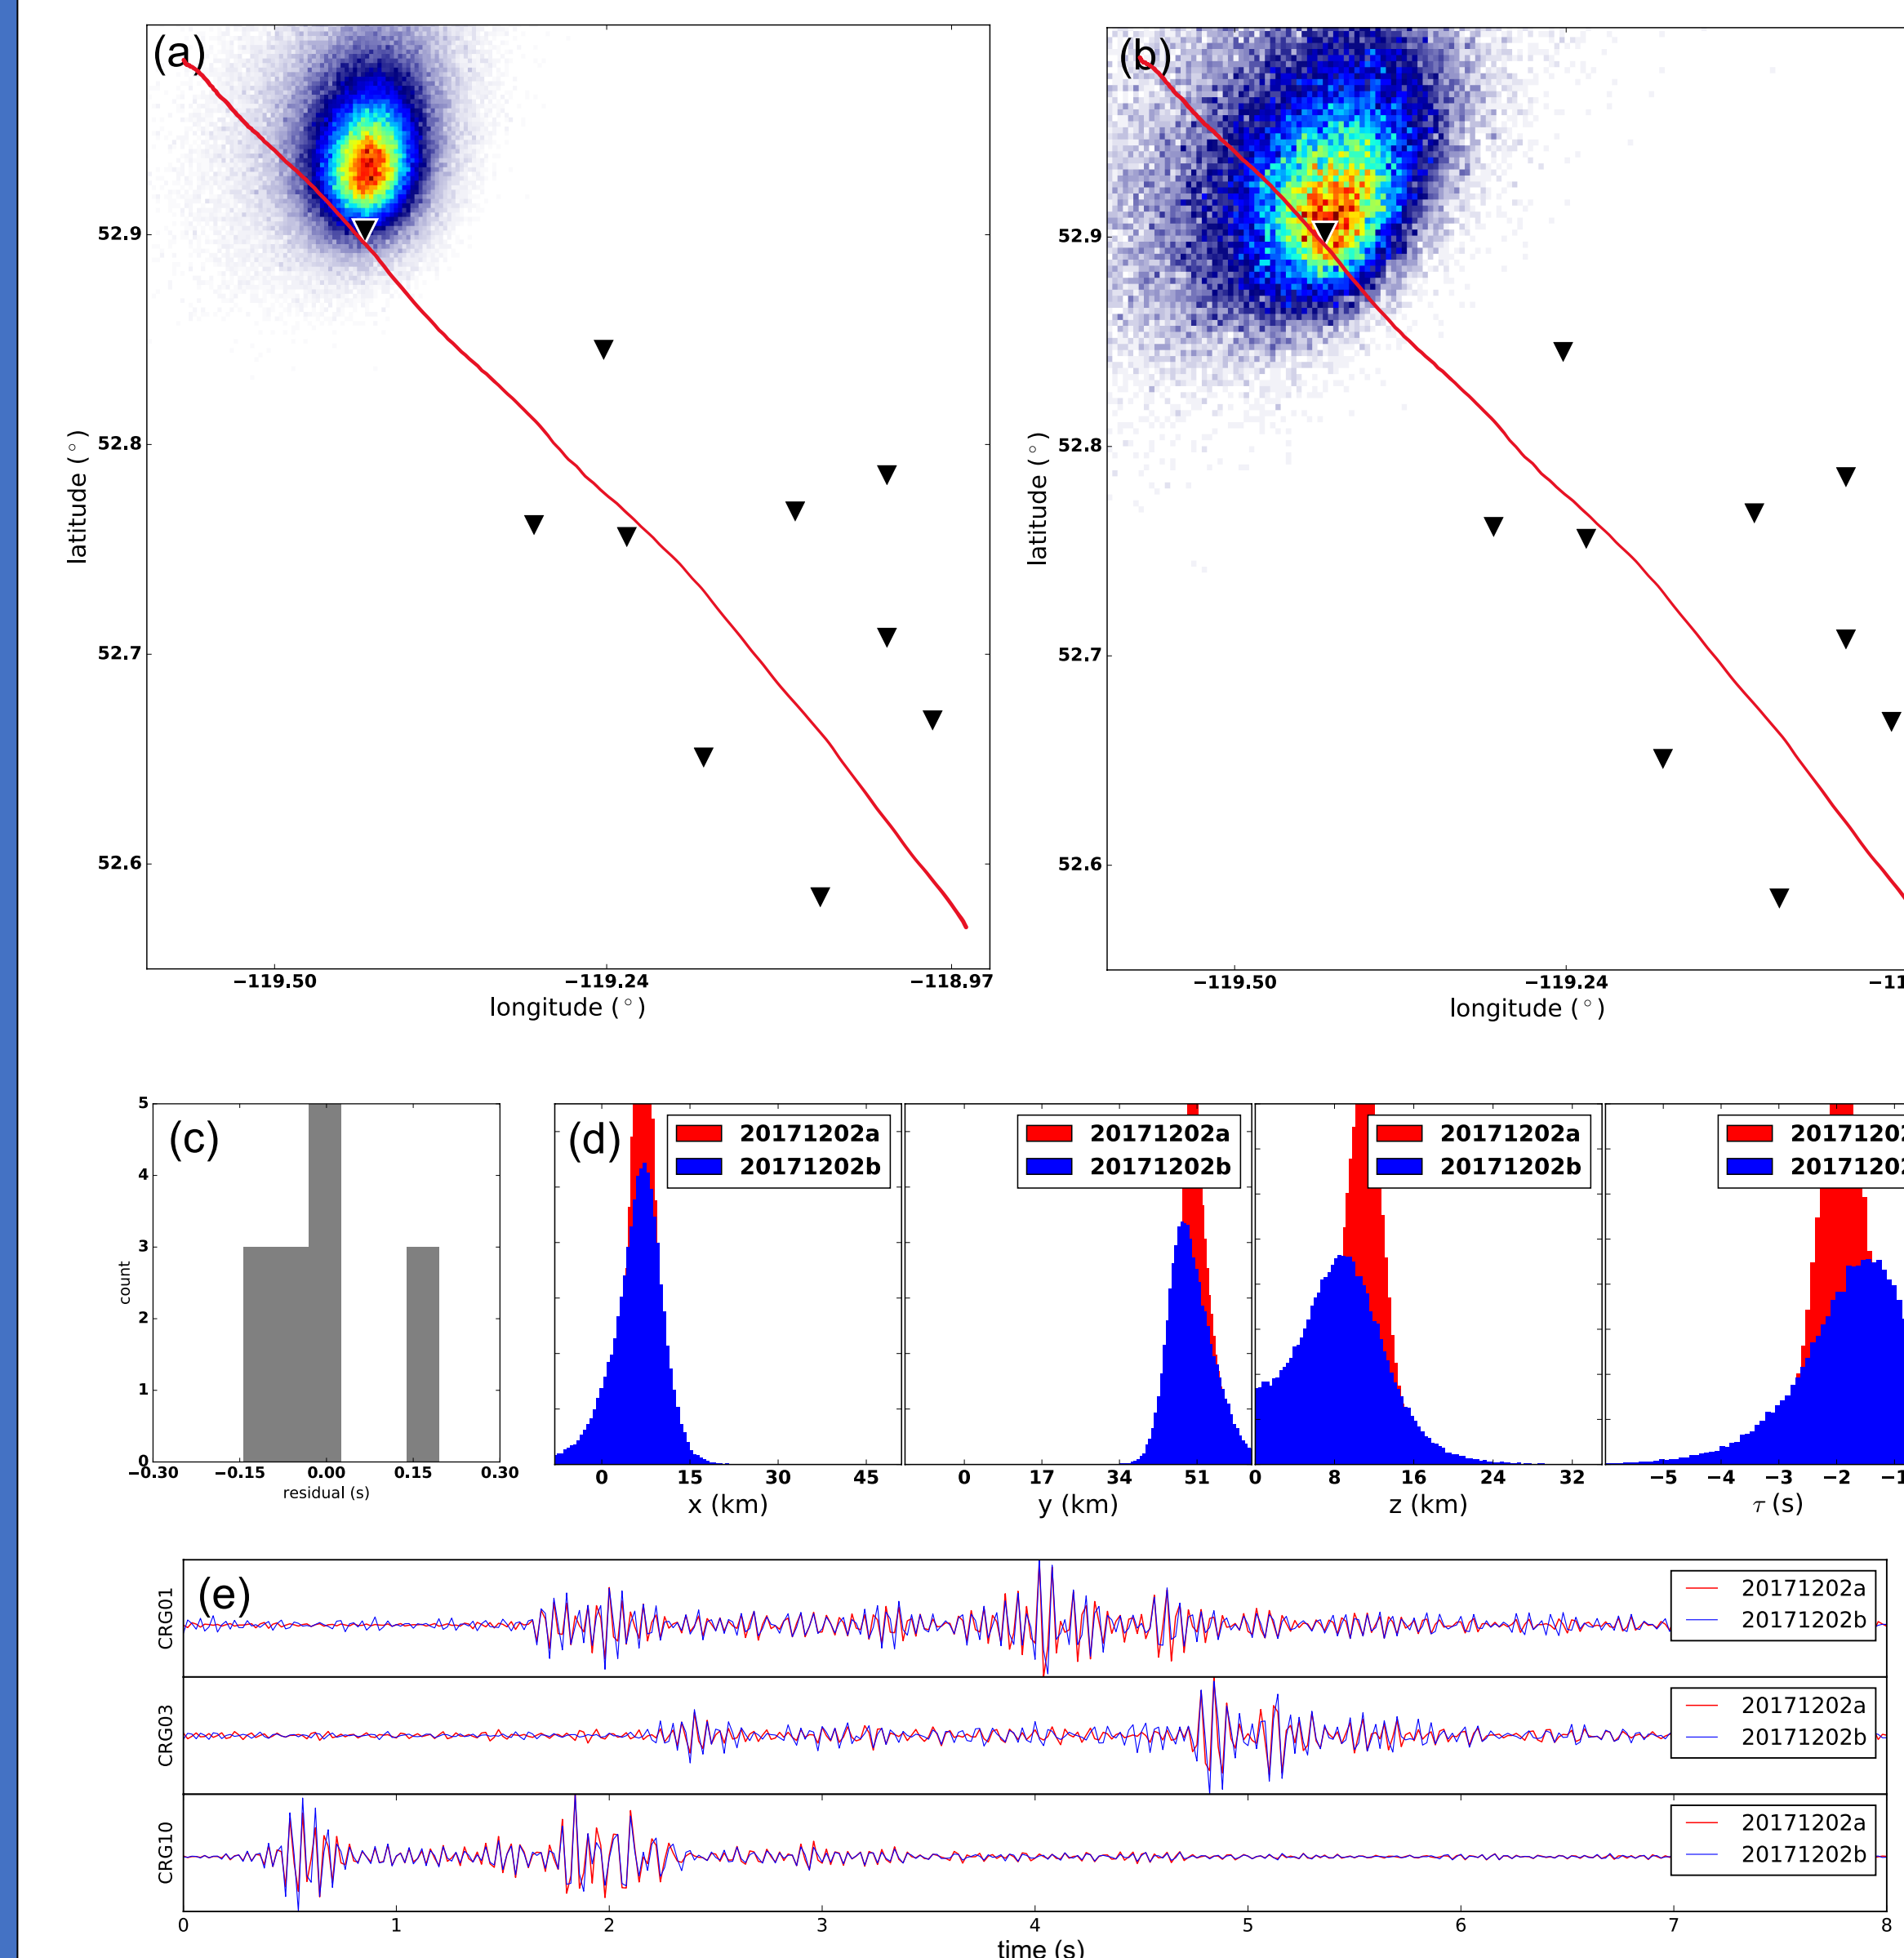 (a)
52.9
52.8
52.7
52.6
latitude (°)
−119.50 −119.24 −118.97
longitude (°)
(b)
52.9
52.8
52.7
52.6
latitude (°)
−119.50 −119.24 −11
longitude (°)
(c)
5
4
3
2
1
0
count
−0.30 −0.15 0.00 0.15 0.30
residual (s)
(d)
20171202a
20171202b
0 15 30 45
x (km)
20171202a
20171202b
0 17 34 51
y (km)
20171202a
20171202b
0 8 16 24 32
z (km)
2017120
2017120
−5 −4 −3 −2 −1
τ (s)
(e)
CRG01
20171202a
20171202b
CRG03
20171202a
20171202b
CRG10
20171202a
20171202b
0 1 2 3 4 5 6 7 8
time (s)